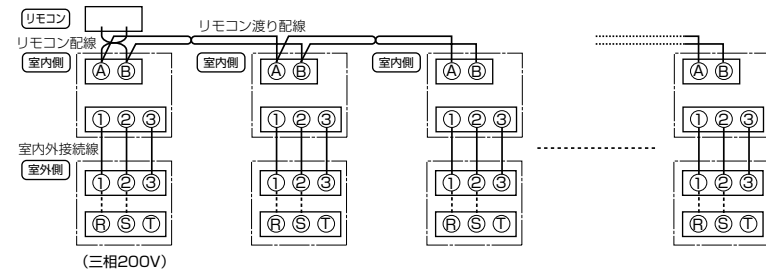 リモコン
リモコン渡り配線
リモコン配線
室内側
室内側
室内側
Ⓐ Ⓑ
Ⓐ Ⓑ
Ⓐ Ⓑ
Ⓐ Ⓑ
① ② ③
① ② ③
① ② ③
① ② ③
室内外接続線
室外側
① ② ③
① ② ③
① ② ③
① ② ③
Ⓡ Ⓢ Ⓣ
Ⓡ Ⓢ Ⓣ
Ⓡ Ⓢ Ⓣ
Ⓡ Ⓢ Ⓣ
(三相200V)